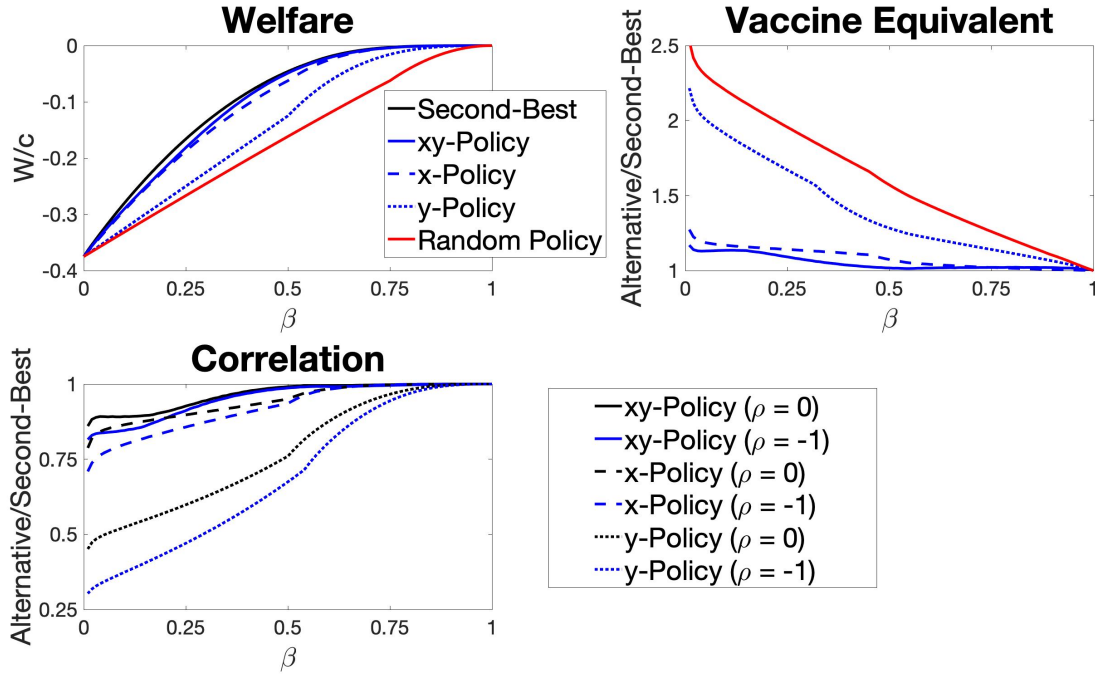 Welfare
0
-0.1
-0.2
-0.3
-0.4
W/c
0 0.25 0.5 0.75 1
β
Second-Best
xy-Policy
x-Policy
y-Policy
Random Policy
Vaccine Equivalent
2.5
2
1.5
1
Alternative/Second-Best
0 0.25 0.5 0.75 1
β
Correlation
1
0.75
0.5
0.25
Alternative/Second-Best
0 0.25 0.5 0.75 1
β
xy-Policy (ρ = 0)
xy-Policy (ρ = -1)
x-Policy (ρ = 0)
x-Policy (ρ = -1)
y-Policy (ρ = 0)
y-Policy (ρ = -1)